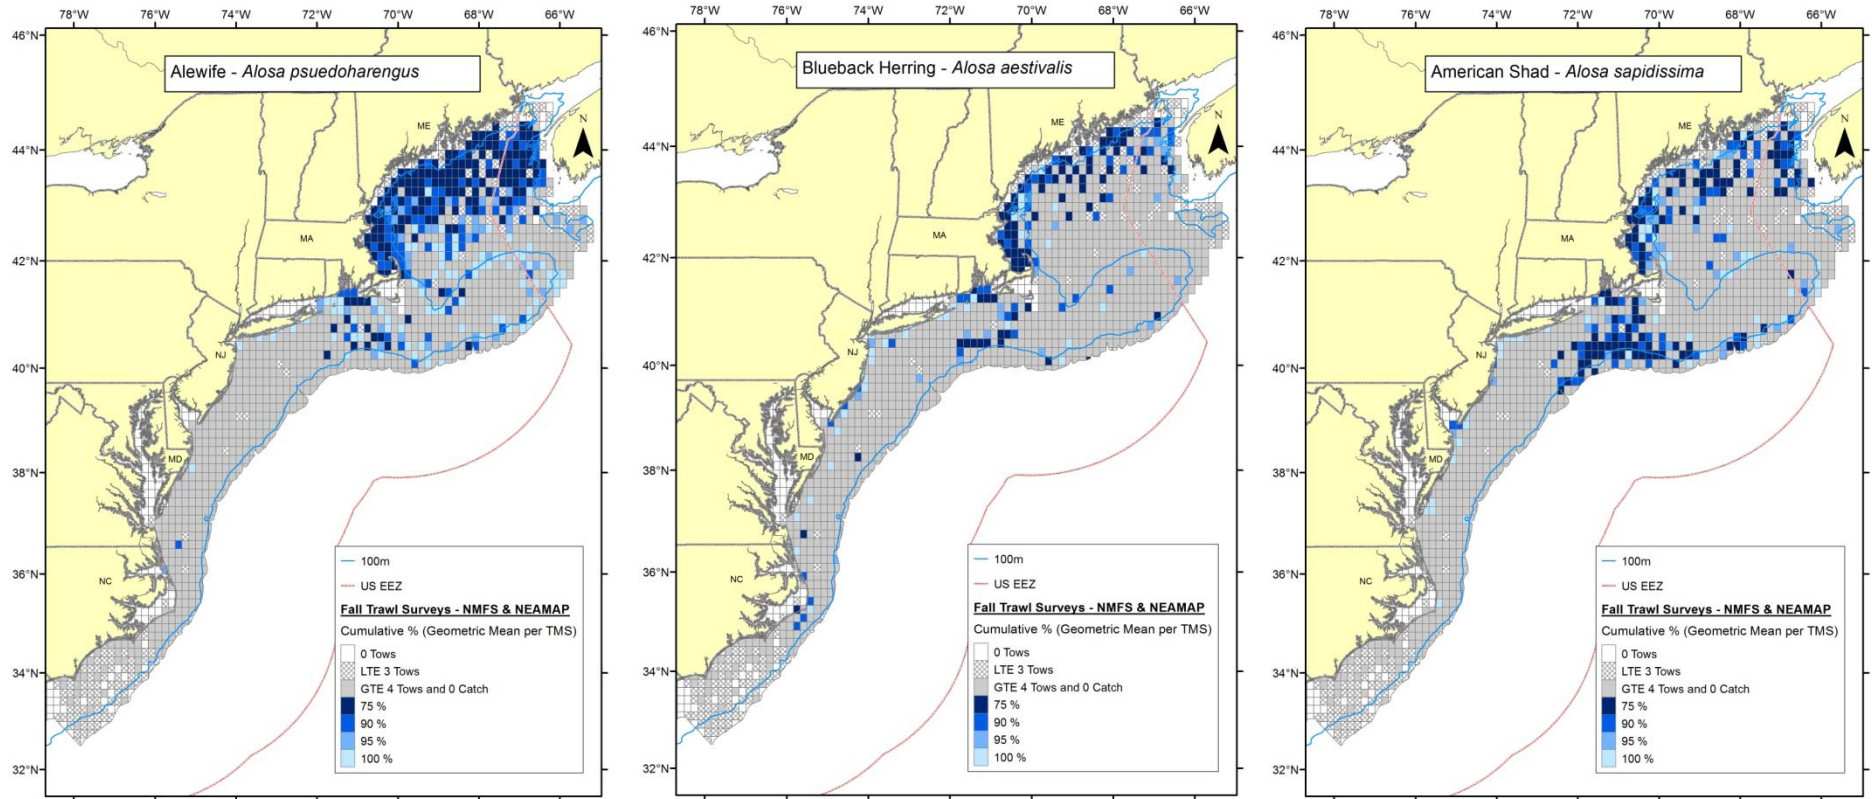 78°W 76°W 74°W 72°W 70°W 68°W 66°W
46°N
44°N
42°N
40°N
38°N
36°N
34°N
32°N
Alewife - Alosa psuedoharengus
N
ME
MA
NJ
MD
NC
100m
US EEZ
Fall Trawl Surveys - NMFS & NEAMAP
Cumulative % (Geometric Mean per TMS)
0 Tows
LTE 3 Tows
GTE 4 Tows and 0 Catch
75 %
90 %
95 %
100 %
78°W 76°W 74°W 72°W 70°W 68°W 66°W
46°N
44°N
42°N
40°N
38°N
36°N
34°N
32°N
Blueback Herring - Alosa aestivalis
N
ME
MA
NJ
MD
NC
100m
US EEZ
Fall Trawl Surveys - NMFS & NEAMAP
Cumulative % (Geometric Mean per TMS)
0 Tows
LTE 3 Tows
GTE 4 Tows and 0 Catch
75 %
90 %
95 %
100 %
78°W 76°W 74°W 72°W 70°W 68°W 66°W
46°N
44°N
42°N
40°N
38°N
36°N
34°N
32°N
American Shad - Alosa sapidissima
N
ME
MA
NJ
MD
NC
100m
US EEZ
Fall Trawl Surveys - NMFS & NEAMAP
Cumulative % (Geometric Mean per TMS)
0 Tows
LTE 3 Tows
GTE 4 Tows and 0 Catch
75 %
90 %
95 %
100 %